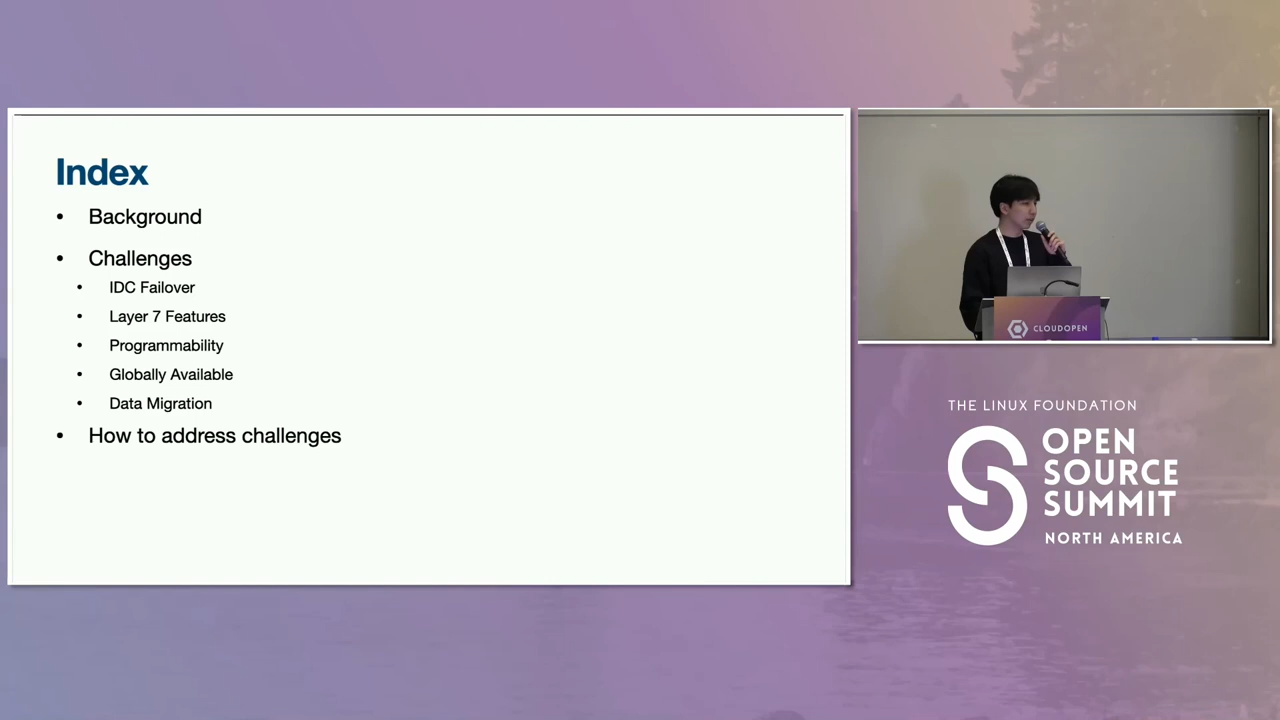 Index
• Background
• Challenges
• IDC Failover
• Layer 7 Features
• Programmability
• Globally Available
• Data Migration
• How to address challenges
CLOUDOPEN
THE LINUX FOUNDATION
OPEN
SOURCE
SUMMIT
NORTH AMERICA